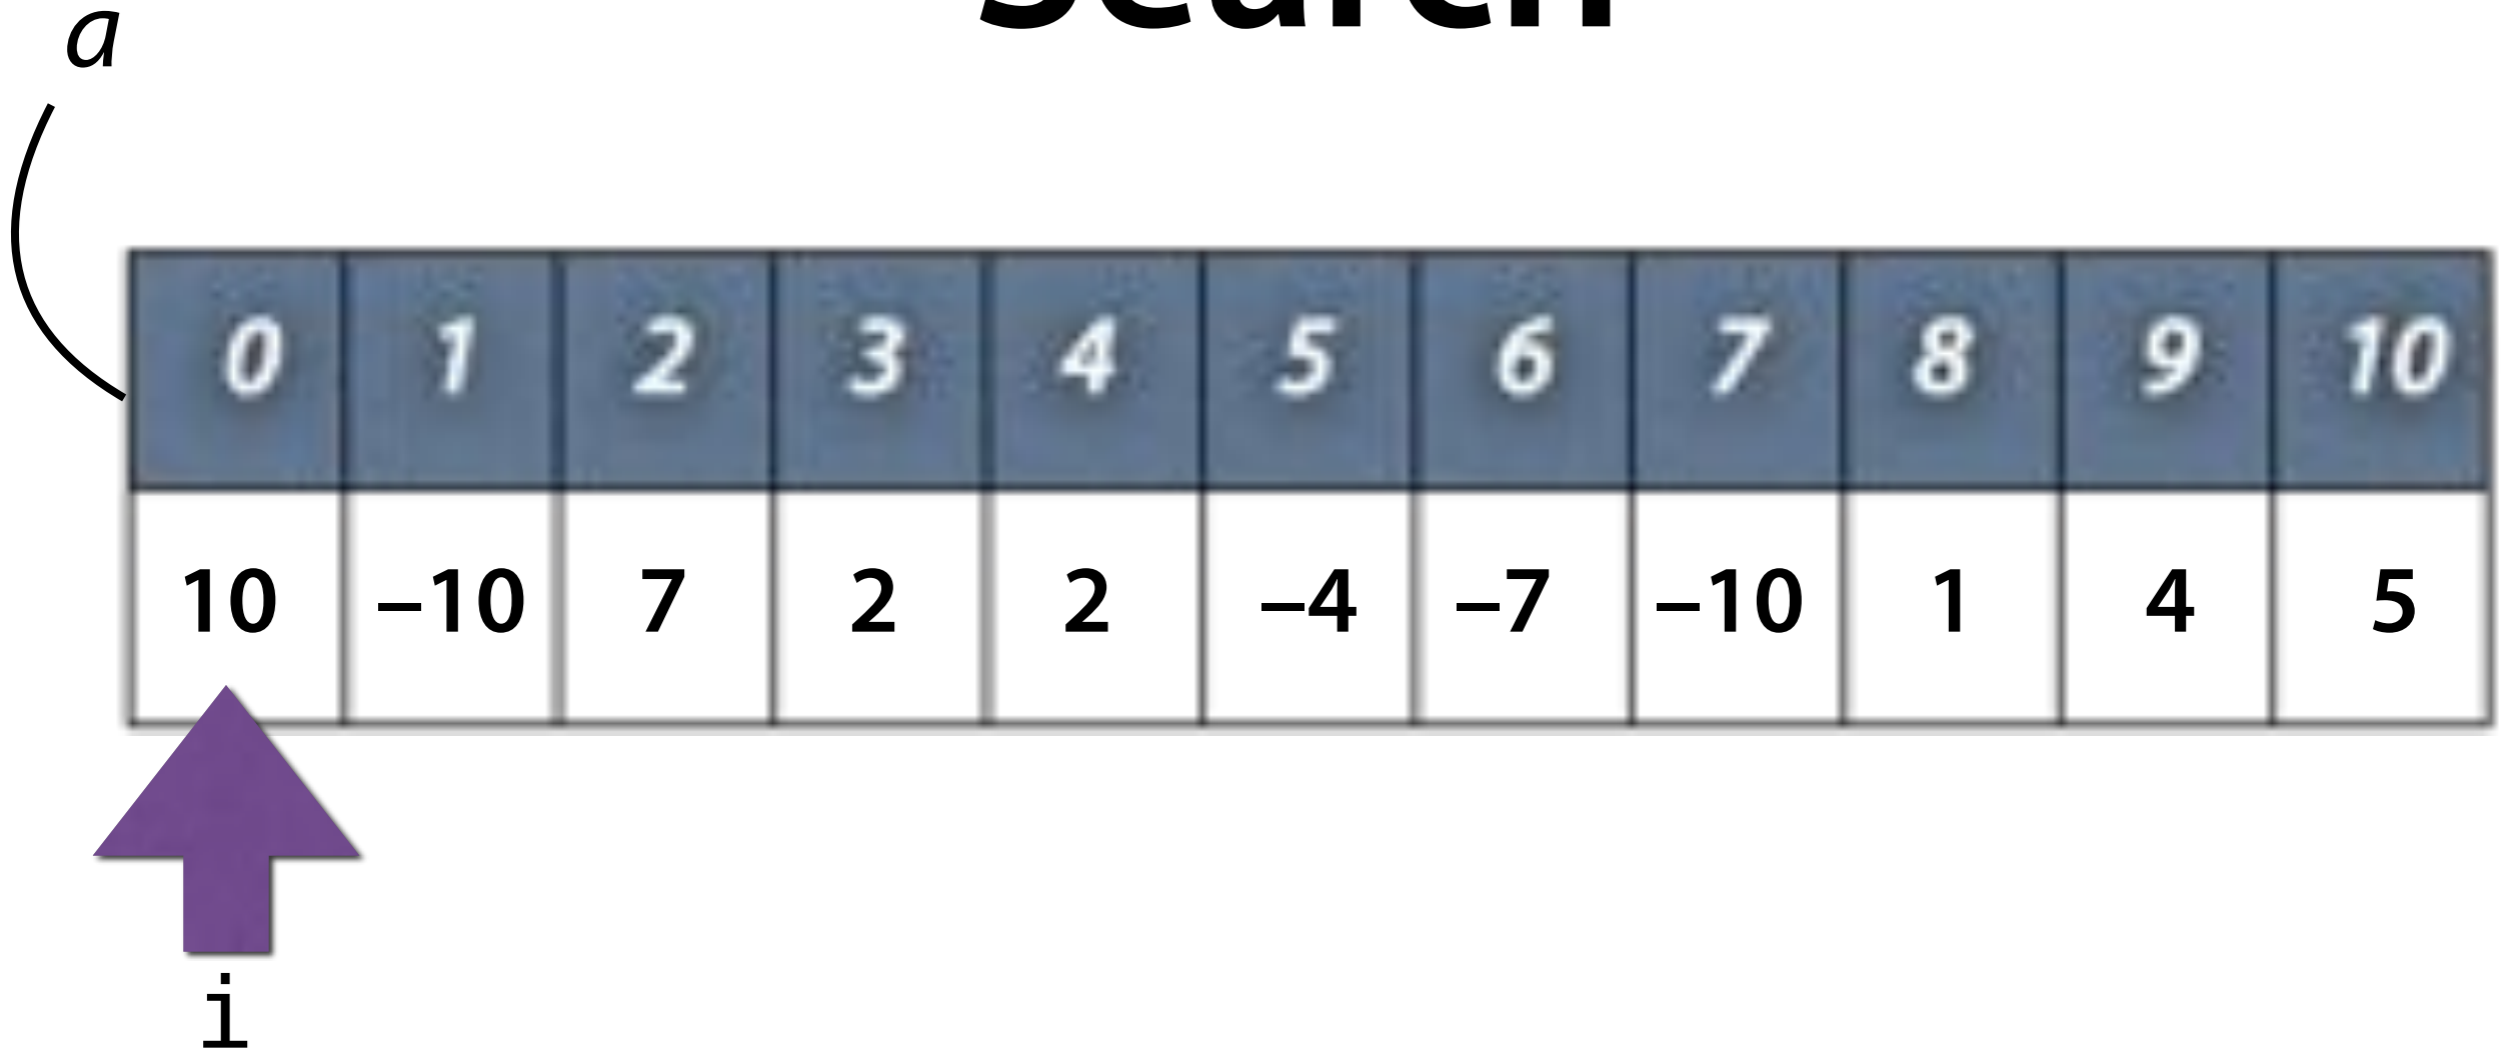 search
a
0 1 2 3 4 5 6 7 8 9 10
10 –10 7 2 2 –4 –7 –10 1 4 5
i